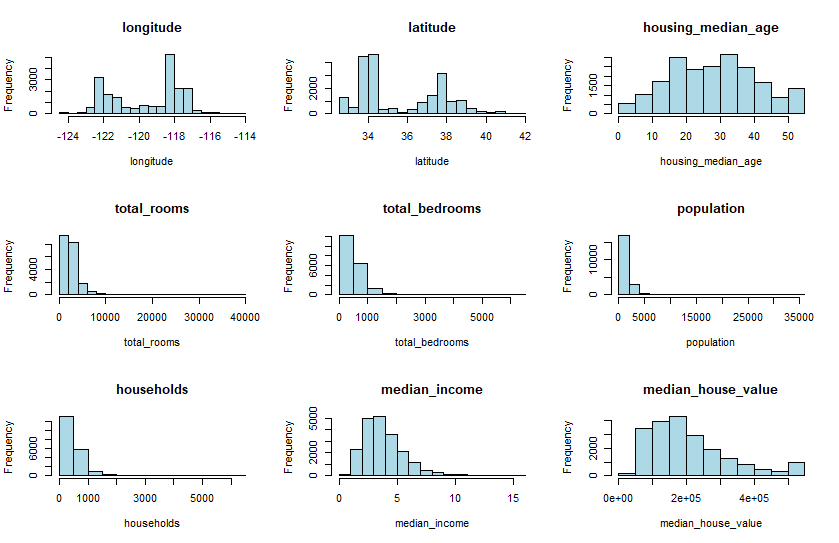 longitude
Frequency
0 3000
-124 -122 -120 -118 -116 -114
longitude
latitude
Frequency
0 2000
34 36 38 40 42
latitude
housing_median_age
Frequency
0 1500
0 10 20 30 40 50
housing_median_age
total_rooms
Frequency
0 4000
0 10000 20000 30000 40000
total_rooms
total_bedrooms
Frequency
0 6000
0 1000 3000 5000
total_bedrooms
population
Frequency
0 10000
0 5000 15000 25000 35000
population
households
Frequency
0 6000
0 1000 3000 5000
households
median_income
Frequency
0 2000 5000
0 5 10 15
median_income
median_house_value
Frequency
0 2000
0e+00 2e+05 4e+05
median_house_value